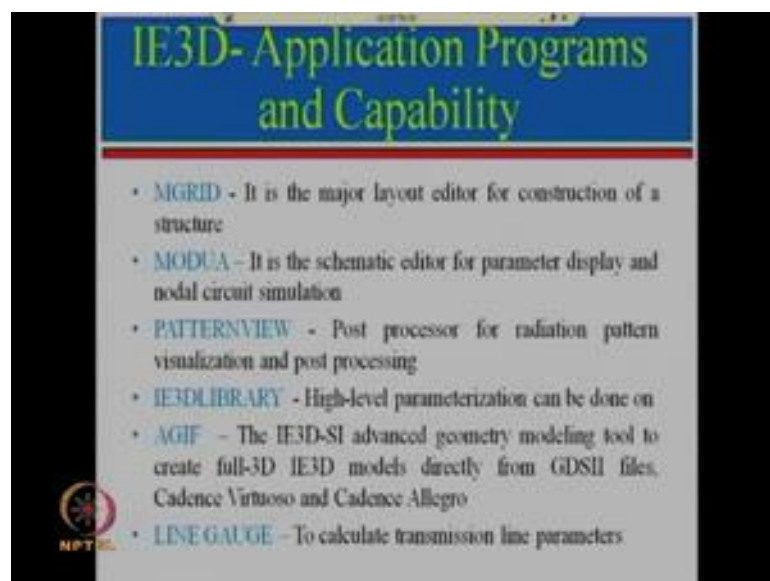 IE3D- Application Programs
and Capability
• MGRID - It is the major layout editor for construction of a
structure
• MODUA – It is the schematic editor for parameter display and
nodal circuit simulation
• PATTERNVIEW - Post processor for radiation pattern
visualization and post processing
• IE3DLIBRARY - High-level parameterization can be done on
• AGIF – The IE3D-SI advanced geometry modeling tool to
create full-3D IE3D models directly from GDSII files,
Cadence Virtuoso and Cadence Allegro
• LINE GAUGE – To calculate transmission line parameters
NPTEL